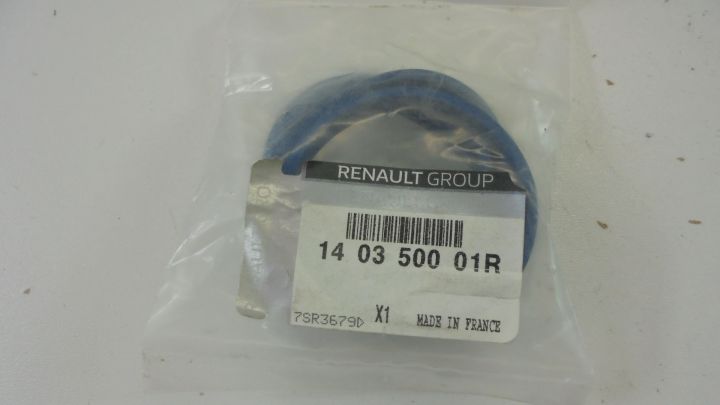 RENAULT GROUP
14 03 500 01R
7SR3679D X1 MADE IN FRANCE